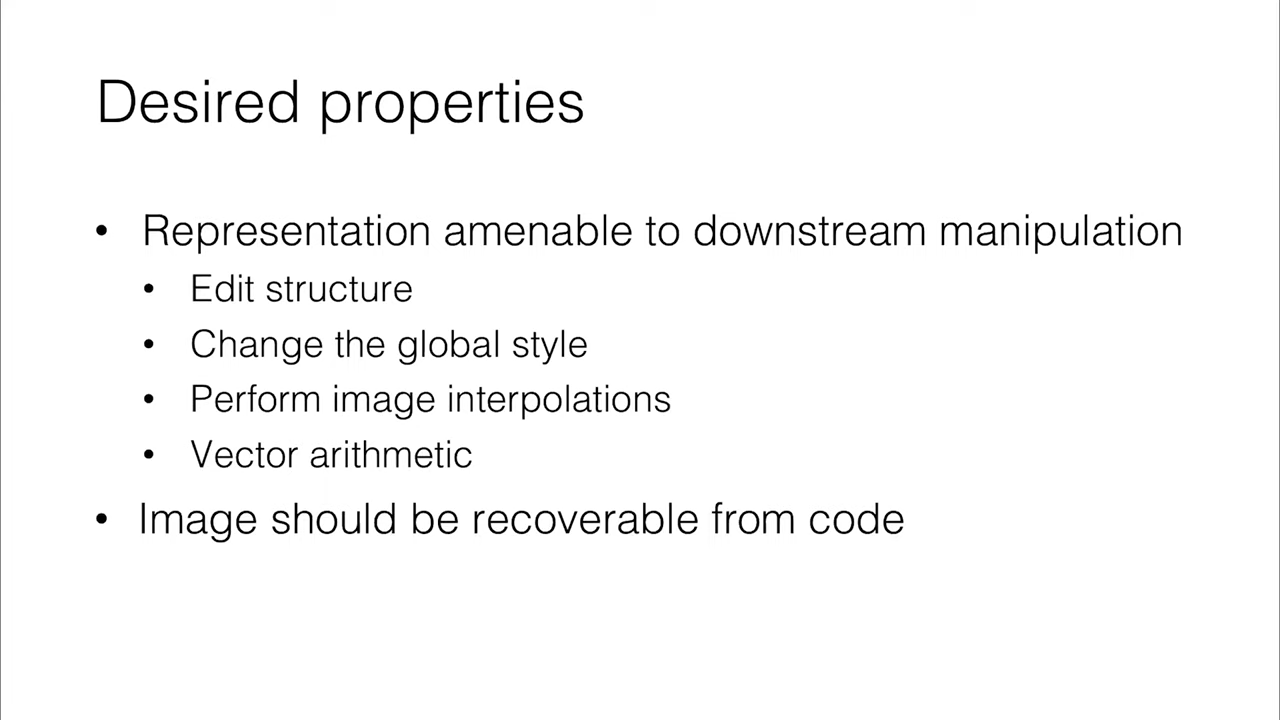 Desired properties
• Representation amenable to downstream manipulation
• Edit structure
• Change the global style
• Perform image interpolations
• Vector arithmetic
• Image should be recoverable from code